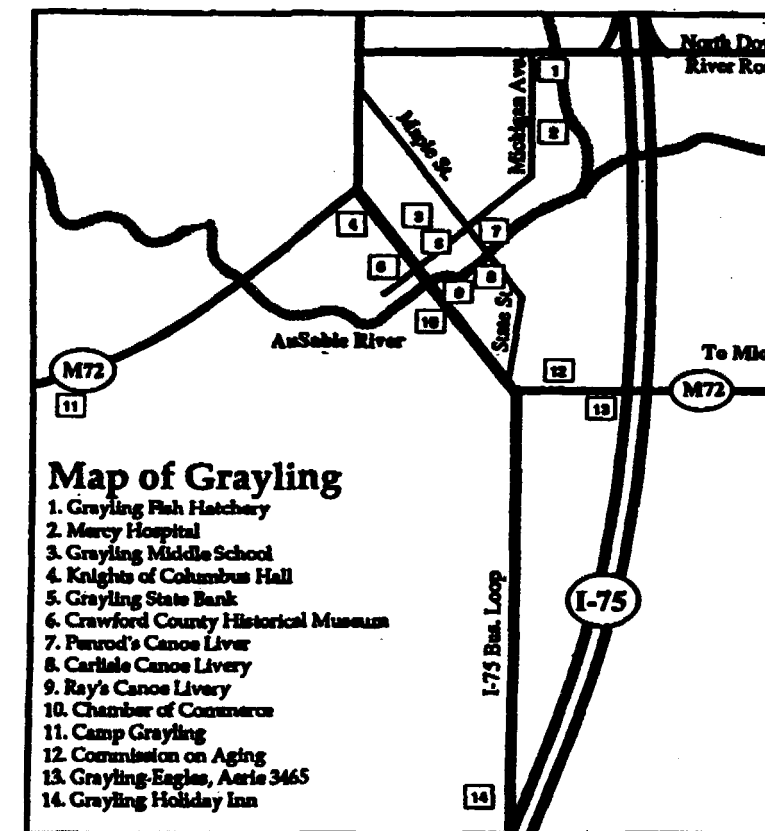 North Do
River Ro
1
Michigan Ave.
2
Maple St.
3
4
5
7
6
8
9
State St.
10
AuSable River
To Mic
M72
12
M72
11
13
Map of Grayling
1. Grayling Fish Hatchery
2. Mercy Hospital
3. Grayling Middle School
4. Knights of Columbus Hall
5. Grayling State Bank
6. Crawford County Historical Museum
7. Penrod's Canoe Liver
8. Carlisle Canoe Livery
9. Ray's Canoe Livery
10. Chamber of Commerce
11. Camp Grayling
12. Commission on Aging
13. Grayling-Eagles, Aerie 3465
14. Grayling Holiday Inn
I-75 Bus. Loop
I-75
14